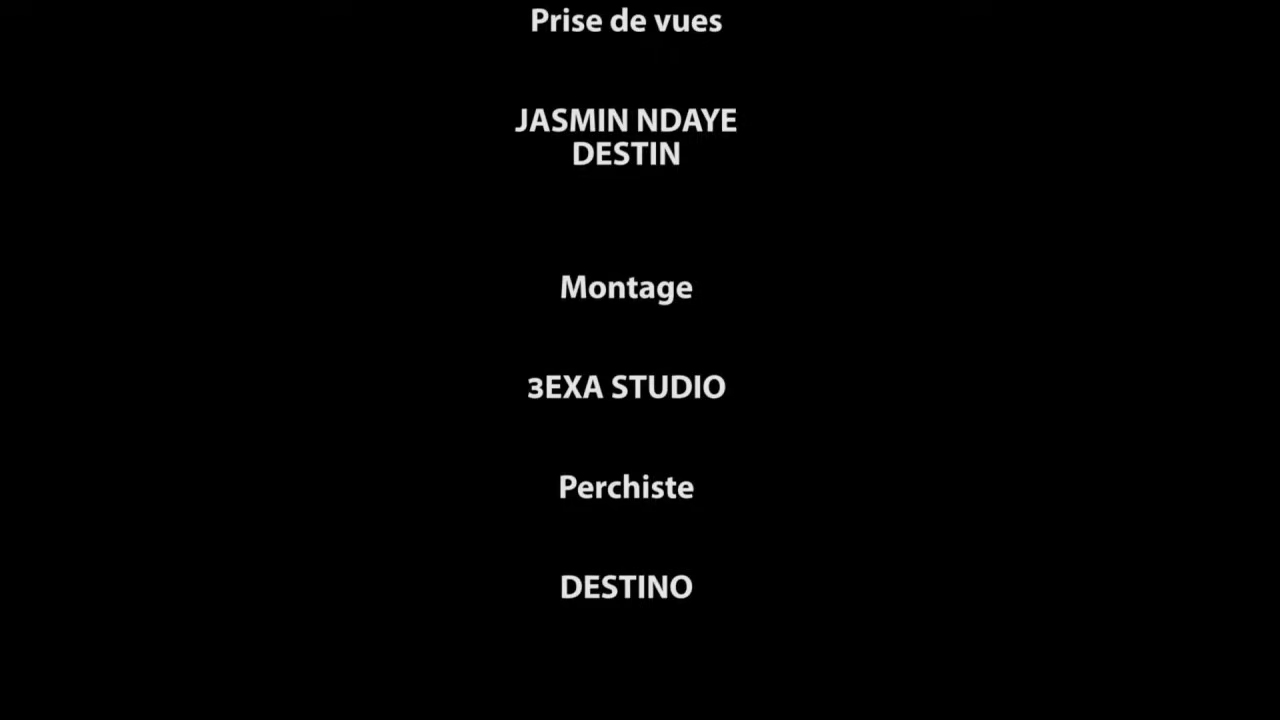 Prise de vues
JASMIN NDAYE
DESTIN
Montage
3EXA STUDIO
Perchiste
DESTINO